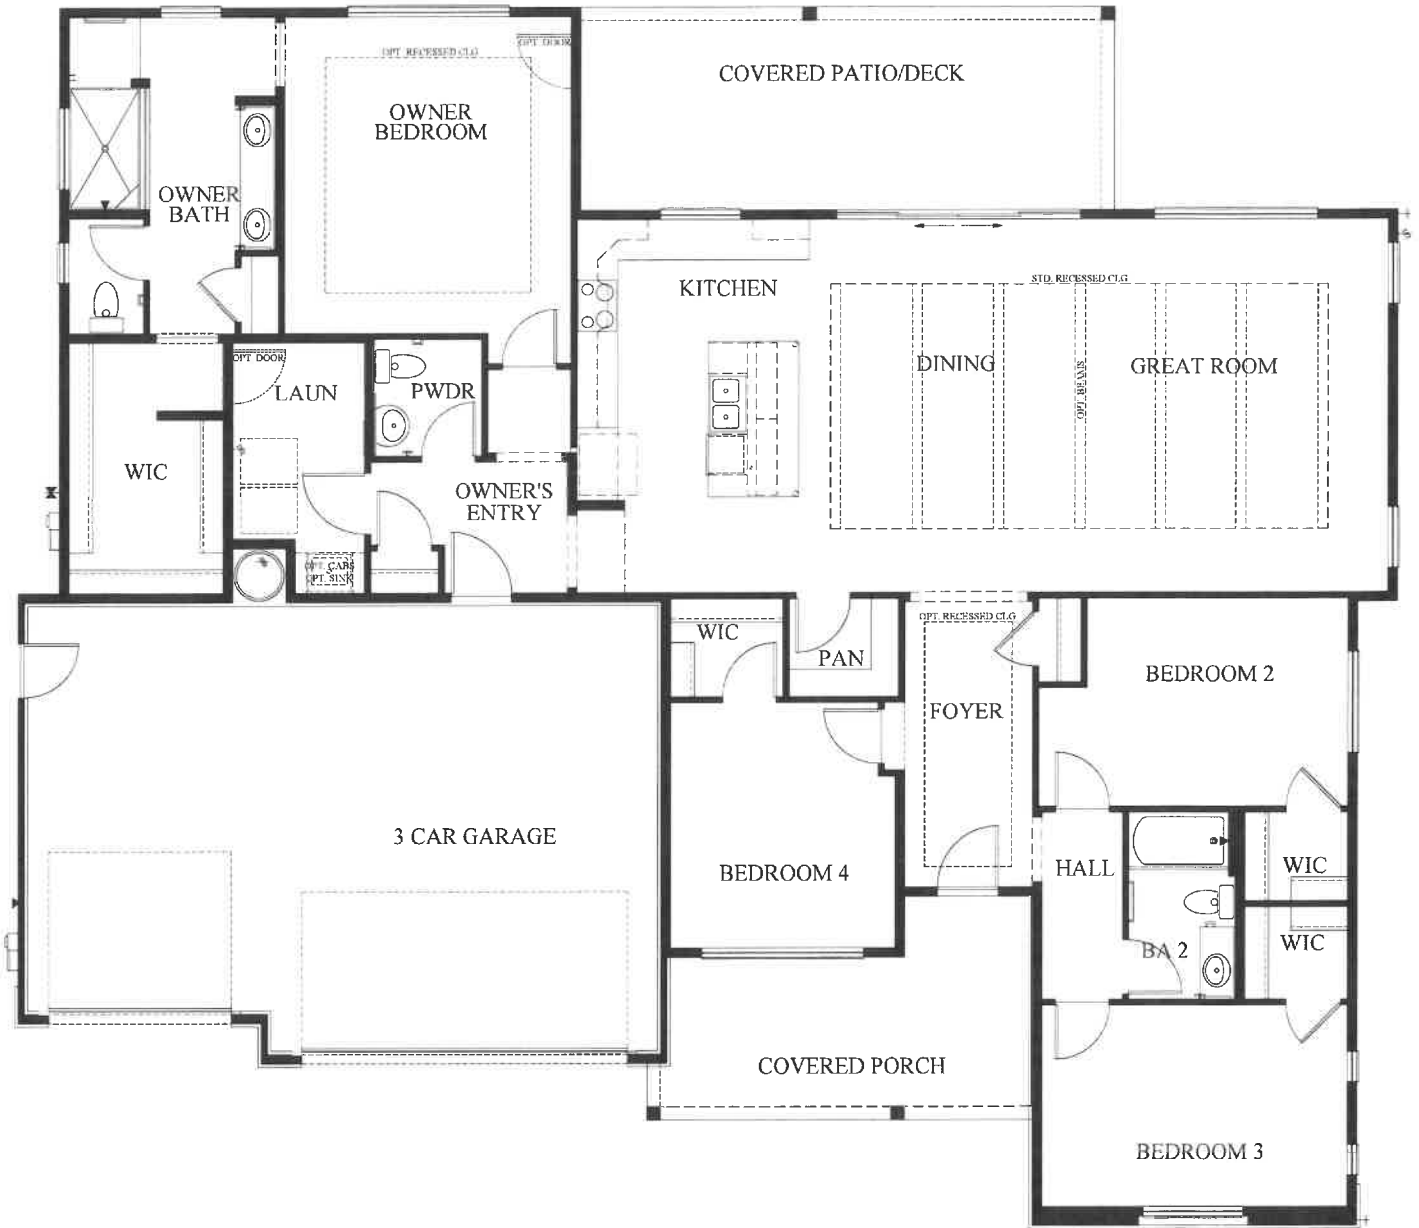 OPT. RECESSED CLG
OPT DOOR
COVERED PATIO/DECK
OWNER
BEDROOM
OWNER
BATH
KITCHEN
STD. RECESSED CLG
DINING
OPT. BEAMS
GREAT ROOM
OPT DOOR
LAUN
PWDR
WIC
OWNER'S
ENTRY
OPT. CABS
OPT. SINK
WIC
PAN
OPT. RECESSED CLG
FOYER
BEDROOM 2
3 CAR GARAGE
BEDROOM 4
HALL
WIC
BA 2
WIC
COVERED PORCH
BEDROOM 3